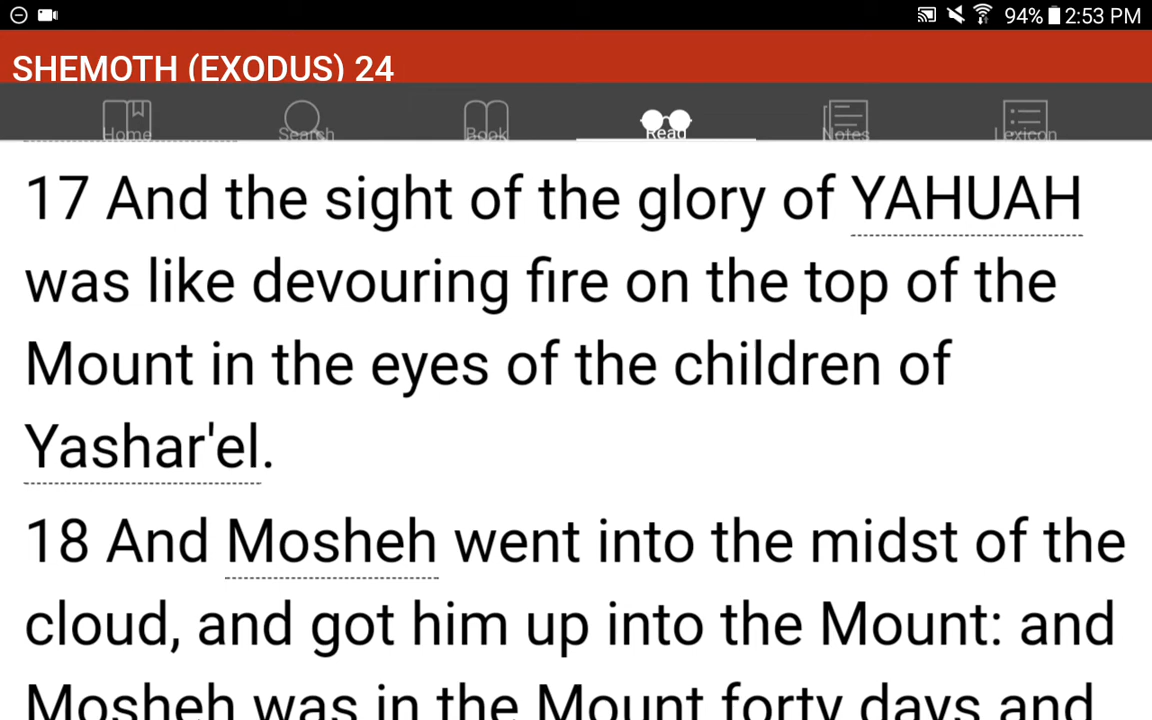 94% 2:53 PM
SHEMOTH (EXODUS) 24
Home Search Book Read Notes Lexicon
17 And the sight of the glory of YAHUAH
was like devouring fire on the top of the
Mount in the eyes of the children of
Yashar'el.
18 And Mosheh went into the midst of the
cloud, and got him up into the Mount: and
Mosheh was in the Mount forty days and